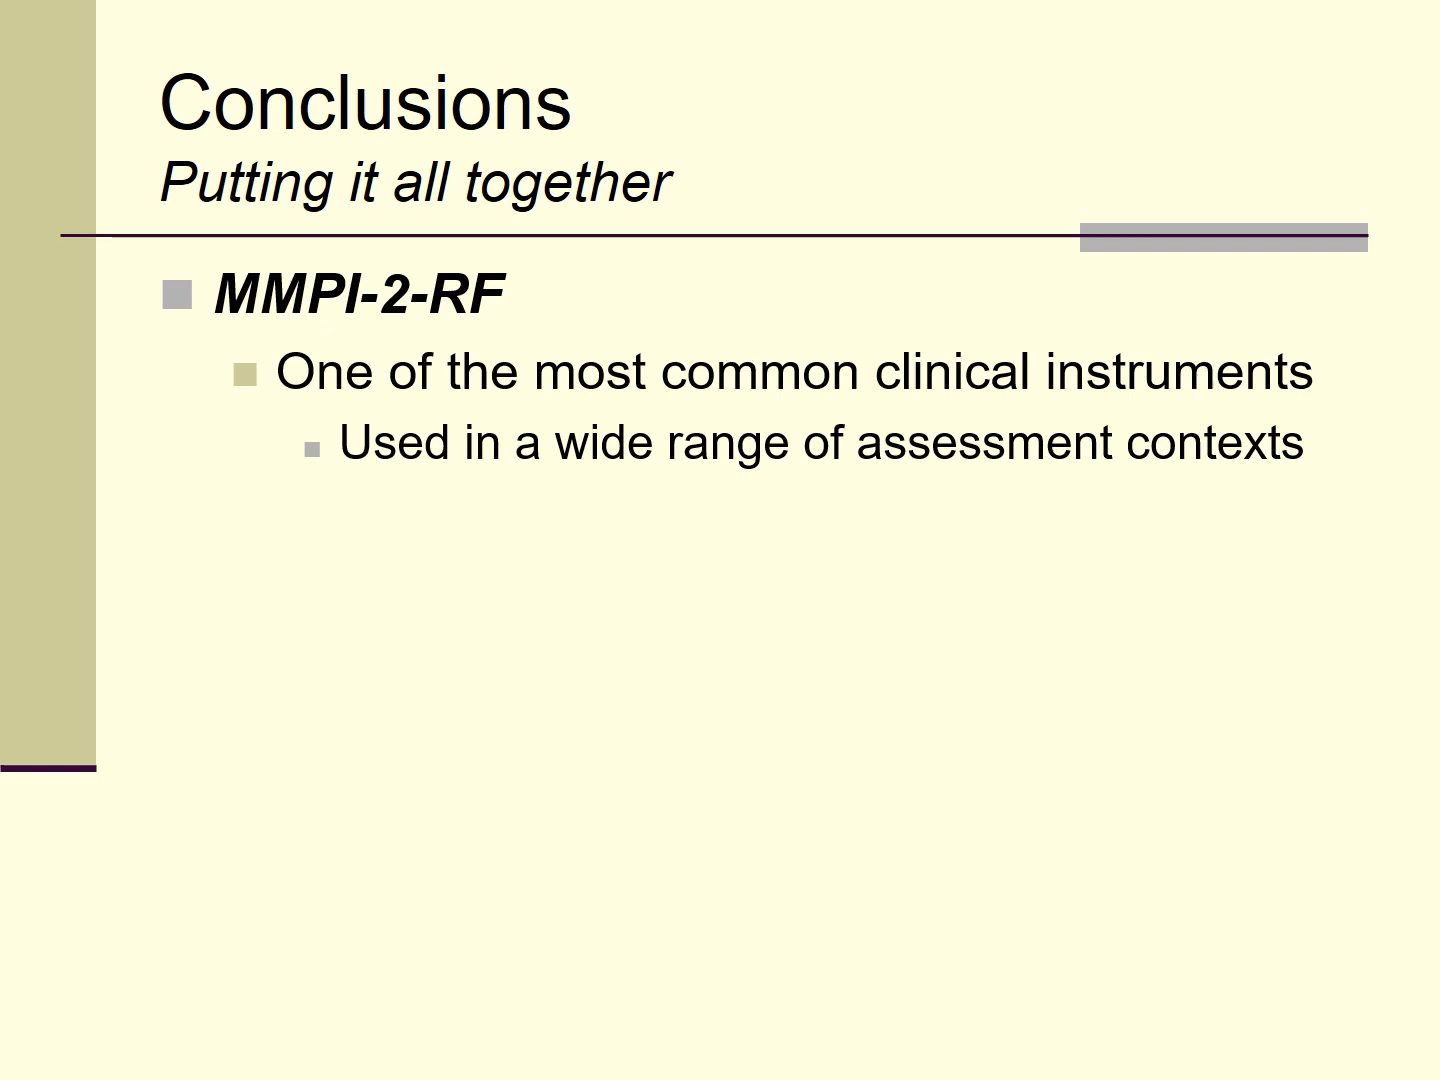 Conclusions
Putting it all together
MMPI-2-RF
One of the most common clinical instruments
Used in a wide range of assessment contexts